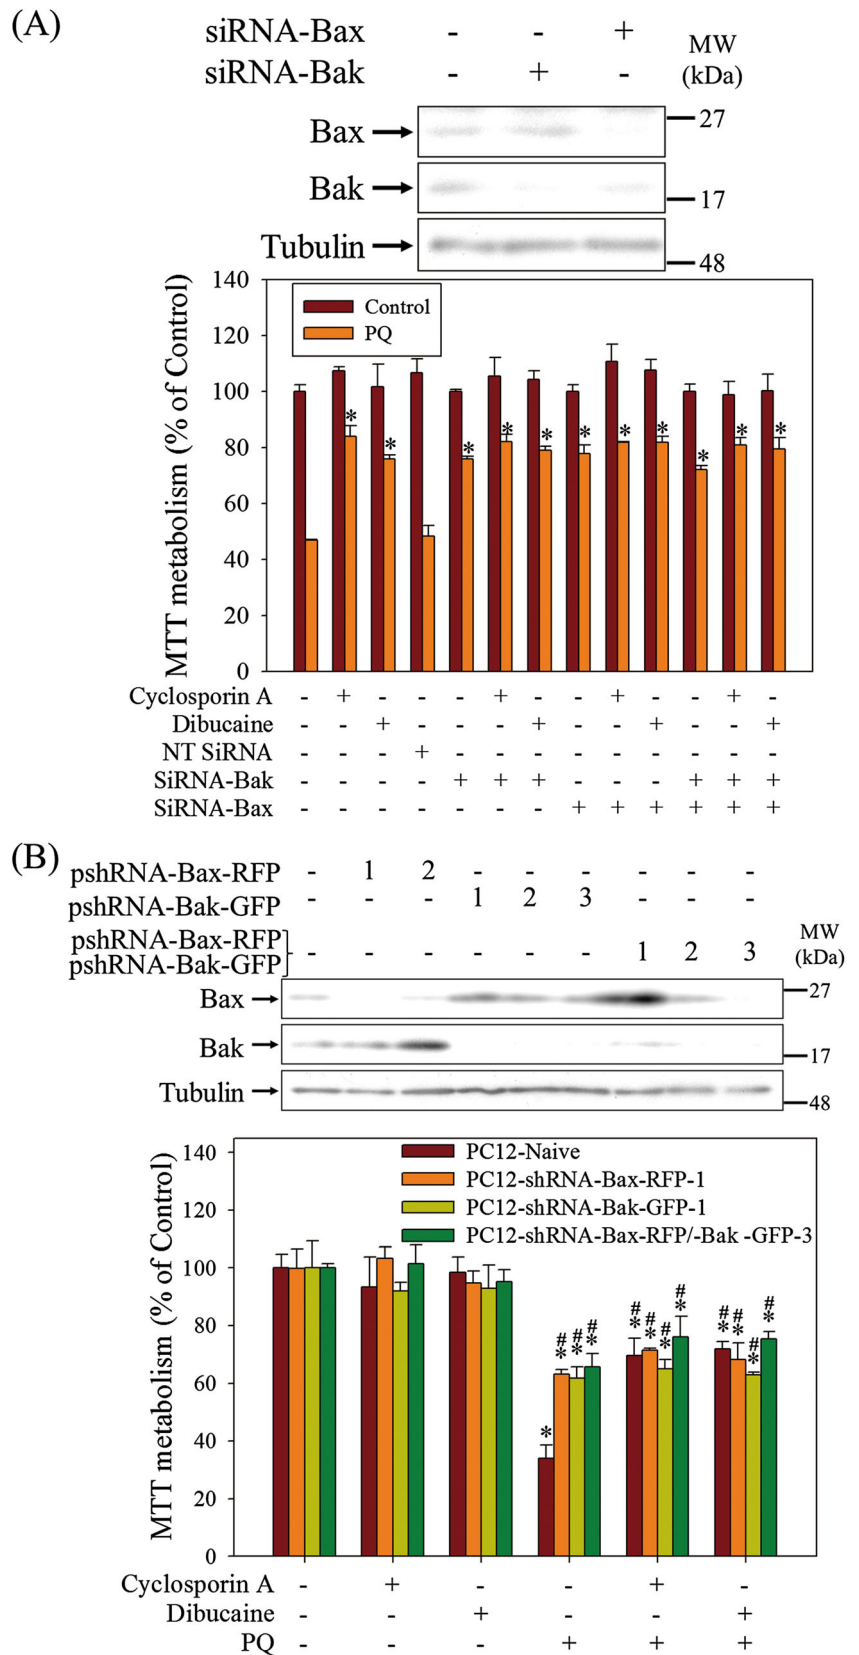 (A)
siRNA-Bax - - +
siRNA-Bak - + -
MW
(kDa)
Bax 27
Bak 17
Tubulin 48
MTT metabolism (% of Control)
140
120
100
80
60
40
20
0
Control
PQ
* * * * * * * * * * *
Cyclosporin A - + - - - + - - + - - + -
Dibucaine - - + - - - + - - + - - +
NT SiRNA - - - + - - - - - - - - -
SiRNA-Bak - - - - + + + - - - + + +
SiRNA-Bax - - - - - - - + + + + + +
(B)
pshRNA-Bax-RFP - 1 2 - - - - - -
pshRNA-Bak-GFP - - - 1 2 3 - - -
pshRNA-Bax-RFP
pshRNA-Bak-GFP - - - - - - 1 2 3
MW
(kDa)
Bax 27
Bak 17
Tubulin 48
MTT metabolism (% of Control)
140
120
100
80
60
40
20
0
PC12-Naive
PC12-shRNA-Bax-RFP-1
PC12-shRNA-Bak-GFP-1
PC12-shRNA-Bax-RFP/-Bak -GFP-3
# # # # # # # # # # #
* * * * * * * * * * * *
Cyclosporin A - + - - + -
Dibucaine - - + - - +
PQ - - - + + +